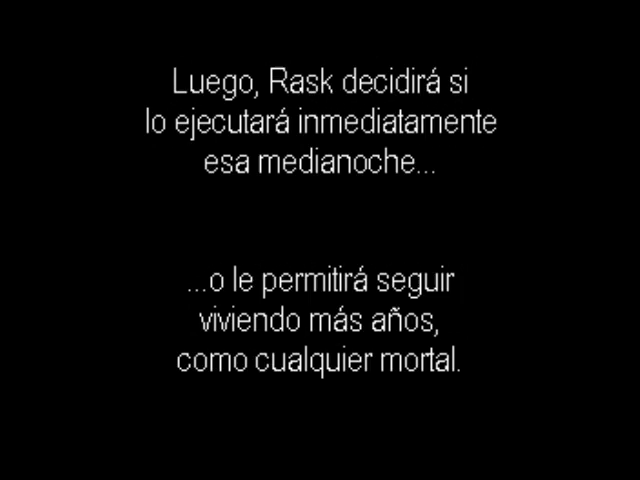 Luego, Rask decidirá si
lo ejecutará inmediatamente
esa medianoche...
...o le permitirá seguir
viviendo más años,
como cualquier mortal.